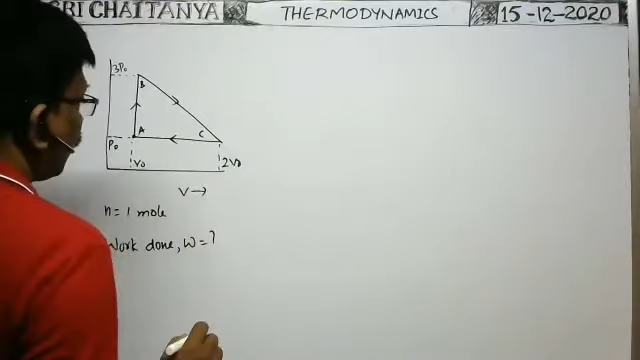 SRI CHAITANYA THERMODYNAMICS 15-12-2020
3P₀
B
A
C
P₀
V₀
2V₀
V→
n = 1 mole
Work done, W = ?